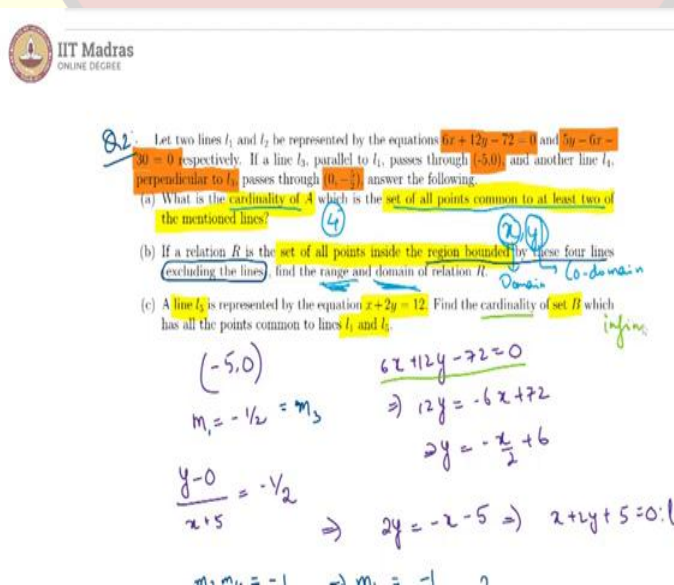 IIT Madras
ONLINE DEGREE
Q2. Let two lines l₁ and l₂ be represented by the equations 6x + 12y − 72 = 0 and 5y − 6x −
30 = 0 respectively. If a line l₃, parallel to l₁, passes through (-5,0), and another line l₄,
perpendicular to passes through answer the following.
(a) What is the cardinality of A which is the set of all points common to at least two of
the mentioned lines?
4
x, y
(b) If a relation R is the set of all points inside the region bounded by these four lines
(excluding the lines), find the range and domain of relation R.
Domain Co-domain
(c) A line l₅ is represented by the equation x+2y = 12. Find the cardinality of set B which
has all the points common to lines l₁ and l₅.
(-5,0) 6x+12y-72=0
m₁ = -1/2 = m₃ ⇒ 12y = -6x+72
y = -x/2 + 6
y-0/x+5 = -1/2
⇒ 2y = -x-5 ⇒ x+2y+5=0: